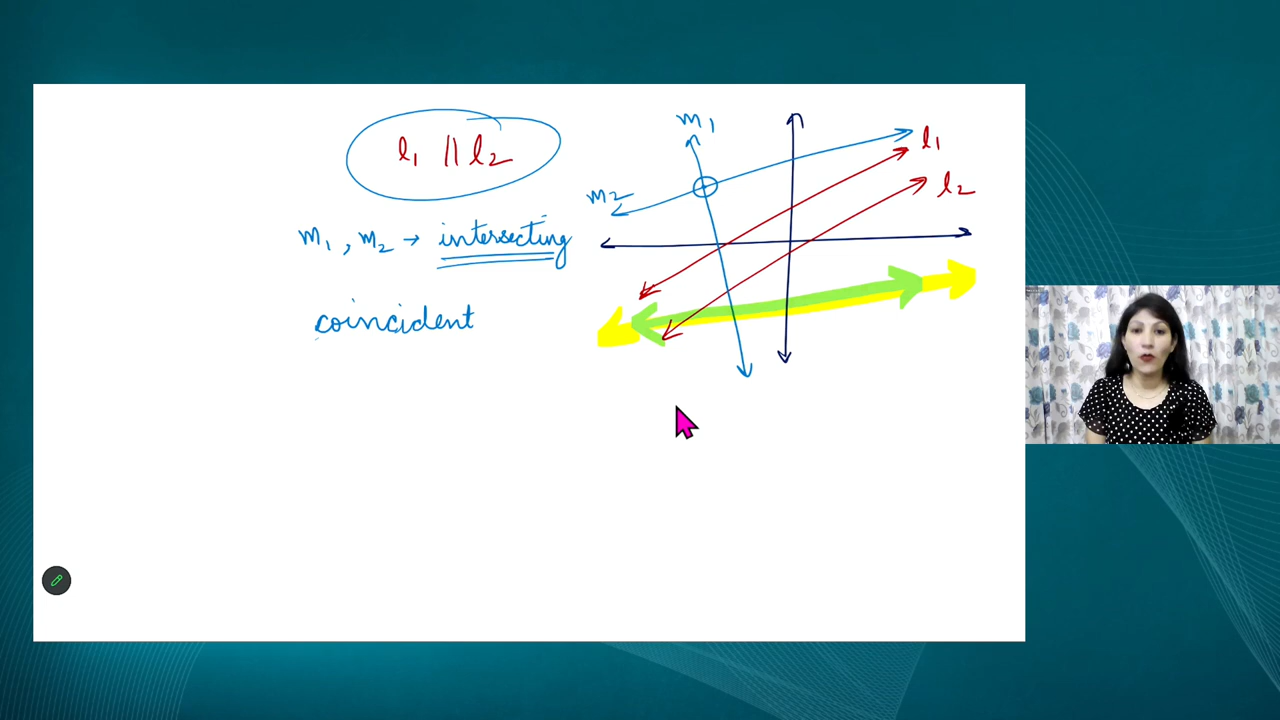 l₁ || l₂
m₁, m₂ → intersecting
coincident
m₁
m₂
l₁
l₂